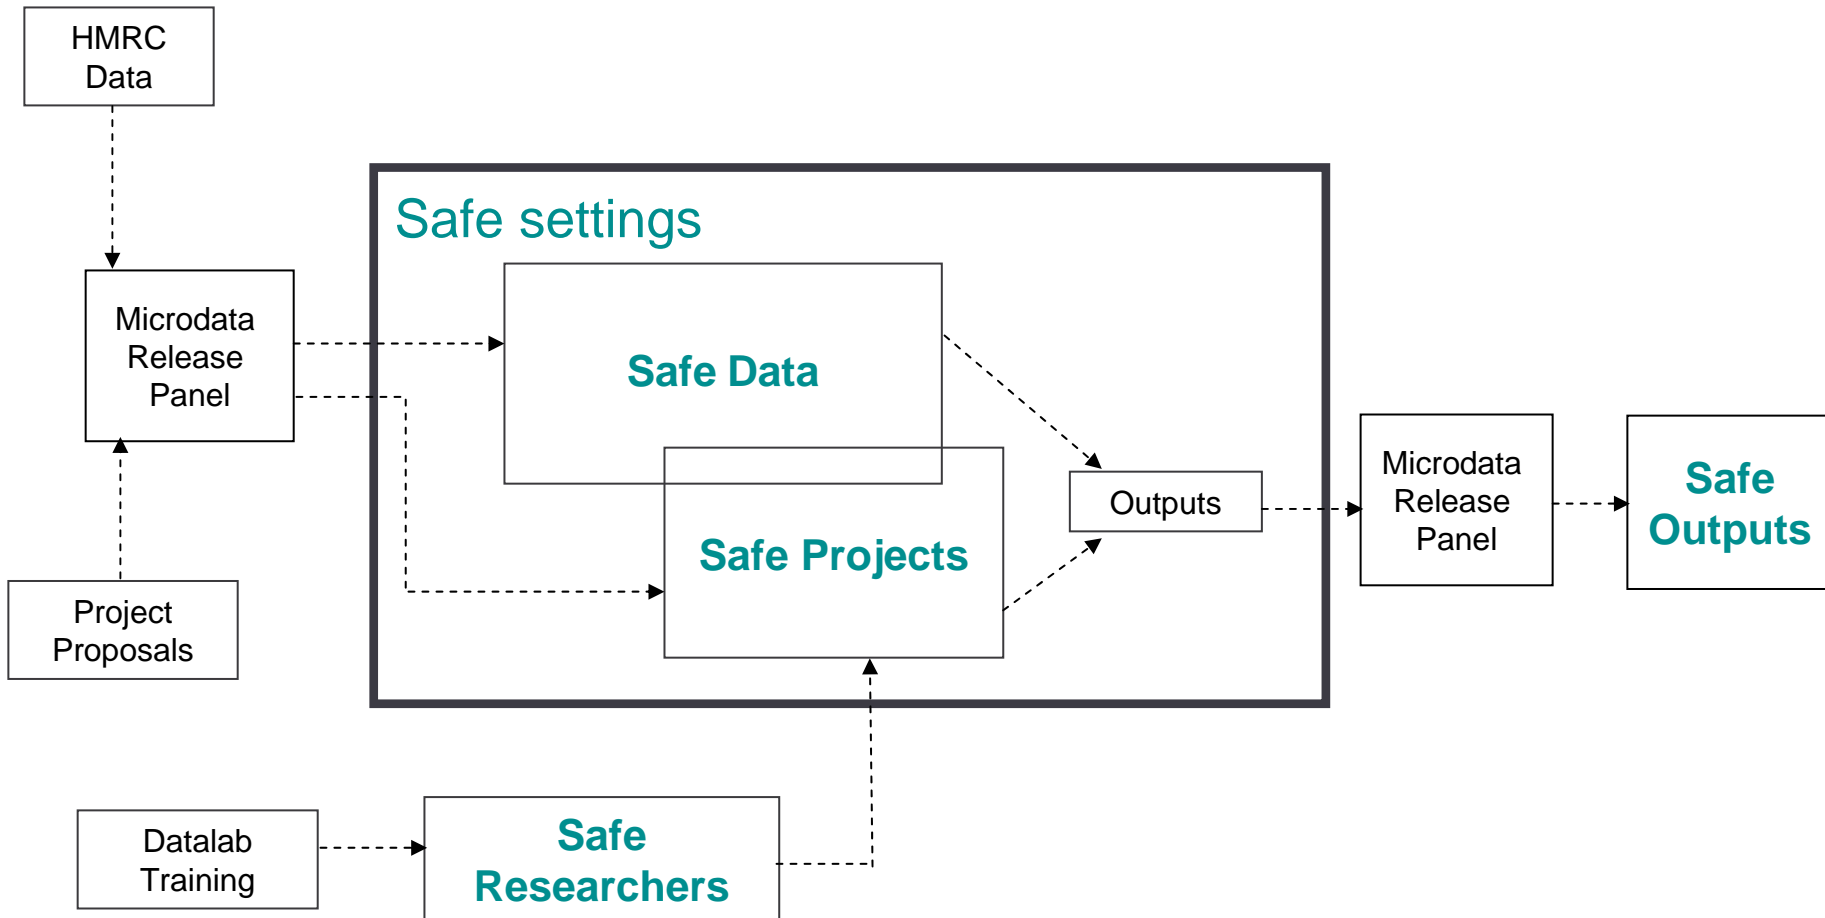 HMRC
Data
Safe settings
Microdata
Release
Panel
Safe Data
Safe Projects
Outputs
Microdata
Release
Panel
Safe
Outputs
Project
Proposals
Datalab
Training
Safe
Researchers